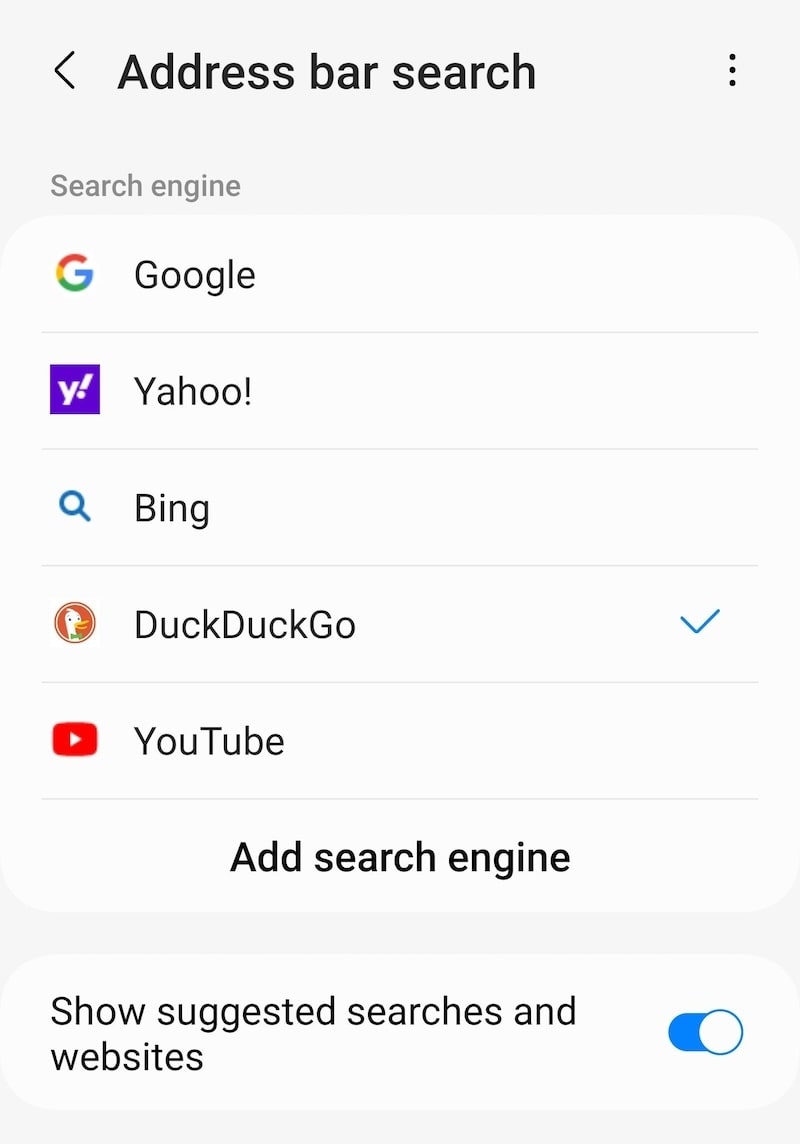 Address bar search
Search engine
Google
y! Yahoo!
Bing
DuckDuckGo
YouTube
Add search engine
Show suggested searches and
websites